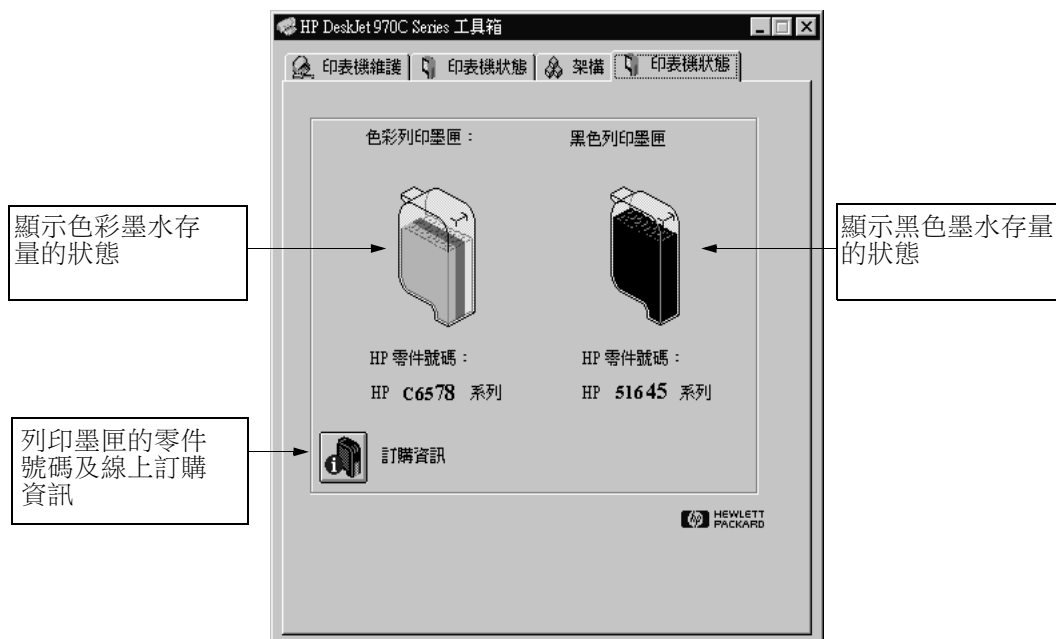 HP DeskJet 970C Series 工具箱
印表機維護 印表機狀態 架構 印表機狀態
色彩列印墨匣：
黑色列印墨匣
顯示色彩墨水存
量的狀態
顯示黑色墨水存量
的狀態
HP 零件號碼：
HP 零件號碼：
HP C6578 系列
HP 51645 系列
列印墨匣的零件
號碼及線上訂購
資訊
訂購資訊
hp HEWLETT
PACKARD